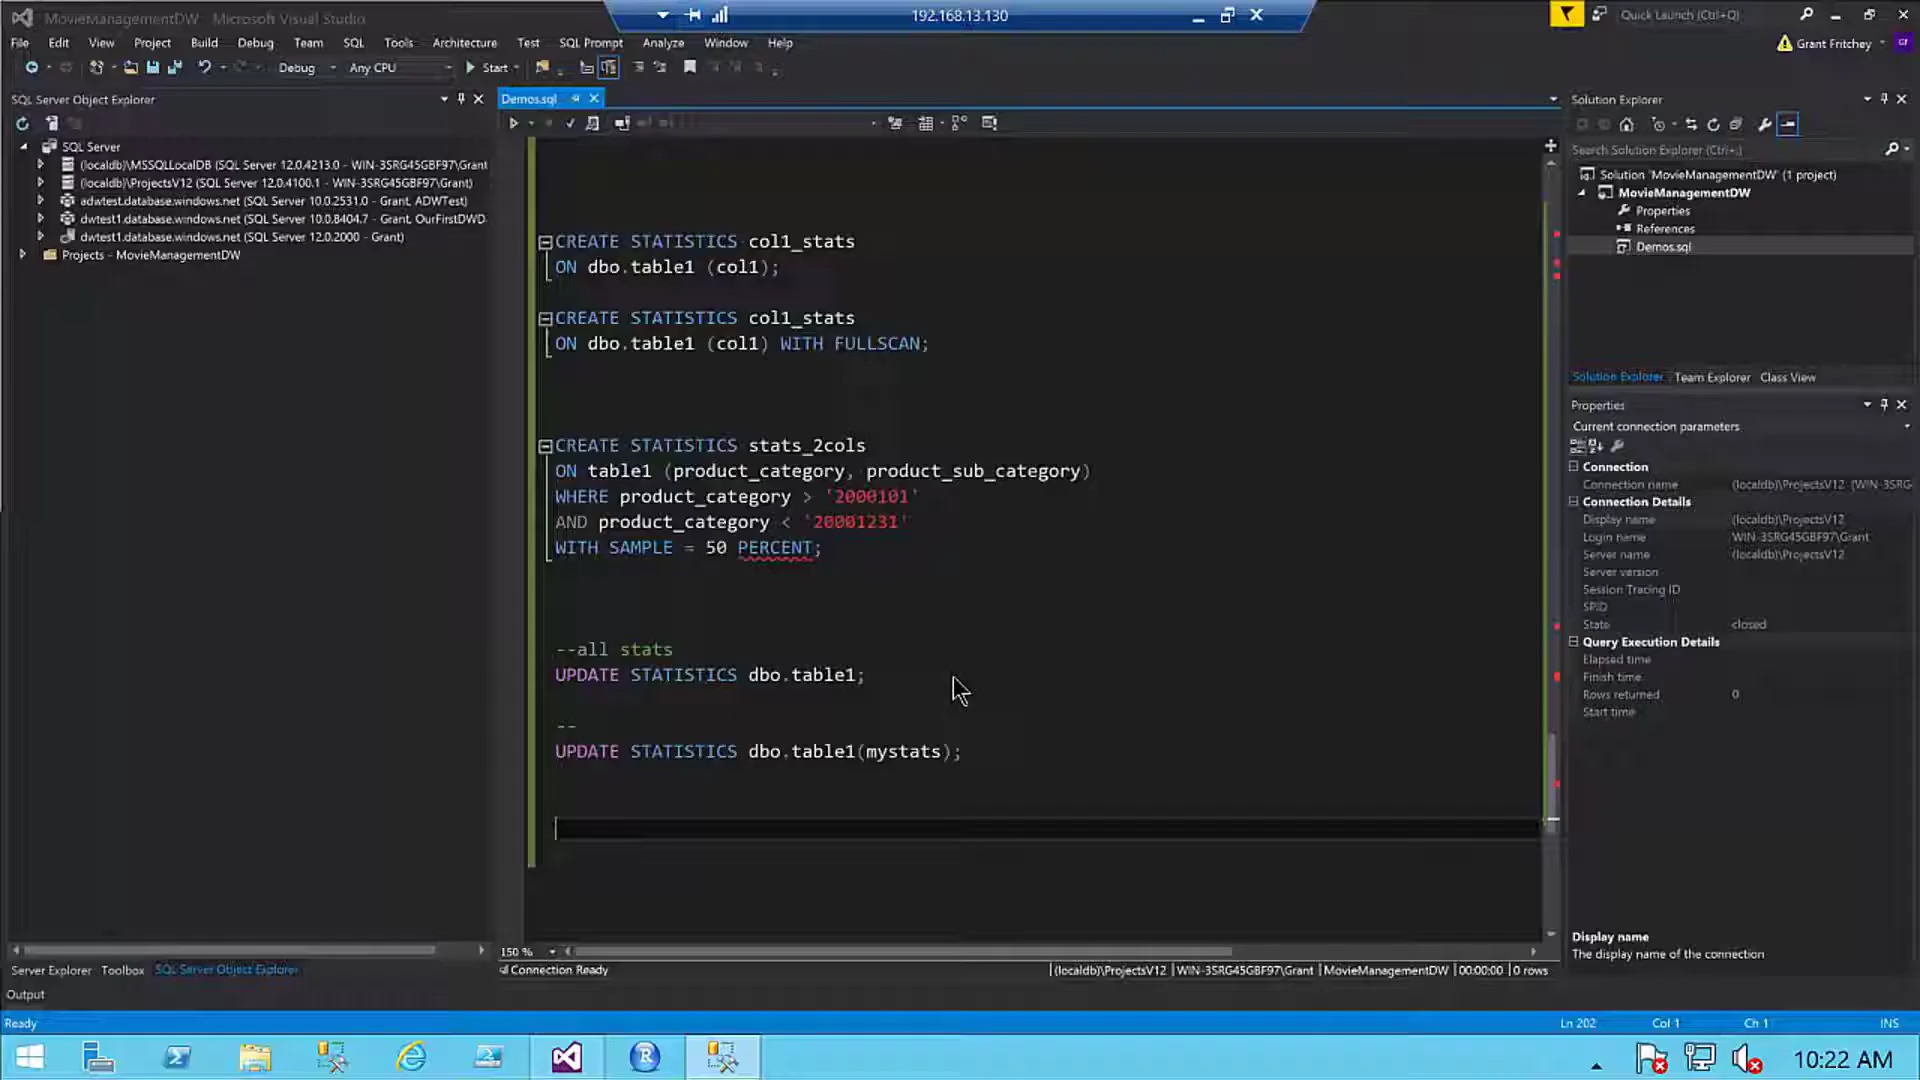 MovieManagementDW - Microsoft Visual Studio
192.168.13.130
Quick Launch (Ctrl+Q)
File Edit View Project Build Debug Team SQL Tools Architecture Test SQL Prompt Analyze Window Help
Grant Fritchey
GF
Debug Any CPU Start
SQL Server Object Explorer
SQL Server
(localdb)\MSSQLLocalDB (SQL Server 12.0.4213.0 - WIN-3SRG45GBF97\Grant
(localdb)\ProjectsV12 (SQL Server 12.0.4100.1 - WIN-3SRG45GBF97\Grant)
adwtest.database.windows.net (SQL Server 10.0.2531.0 - Grant, ADWTest)
dwtest1.database.windows.net (SQL Server 10.0.8404.7 - Grant, OurFirstDWD
dwtest1.database.windows.net (SQL Server 12.0.2000 - Grant)
Projects - MovieManagementDW
Demos.sql
CREATE STATISTICS col1_stats
ON dbo.table1 (col1);
CREATE STATISTICS col1_stats
ON dbo.table1 (col1) WITH FULLSCAN;
CREATE STATISTICS stats_2cols
ON table1 (product_category, product_sub_category)
WHERE product_category > '2000101'
AND product_category < '20001231'
WITH SAMPLE = 50 PERCENT;
--all stats
UPDATE STATISTICS dbo.table1;
--
UPDATE STATISTICS dbo.table1(mystats);
150 %
Connection Ready
(localdb)\ProjectsV12 WIN-3SRG45GBF97\Grant MovieManagementDW 00:00:00 0 rows
Solution Explorer
Search Solution Explorer (Ctrl+;)
Solution 'MovieManagementDW' (1 project)
MovieManagementDW
Properties
References
Demos.sql
Solution Explorer Team Explorer Class View
Properties
Current connection parameters
Connection
Connection name (localdb)\ProjectsV12 (WIN-3SRG
Connection Details
Display name (localdb)\ProjectsV12
Login name WIN-3SRG45GBF97\Grant
Server name (localdb)\ProjectsV12
Server version
Session Tracing ID
SPID
State closed
Query Execution Details
Elapsed time
Finish time
Rows returned 0
Start time
Display name
The display name of the connection
Server Explorer Toolbox SQL Server Object Explorer
Output
Ready
Ln 202 Col 1 Ch 1 INS
10:22 AM